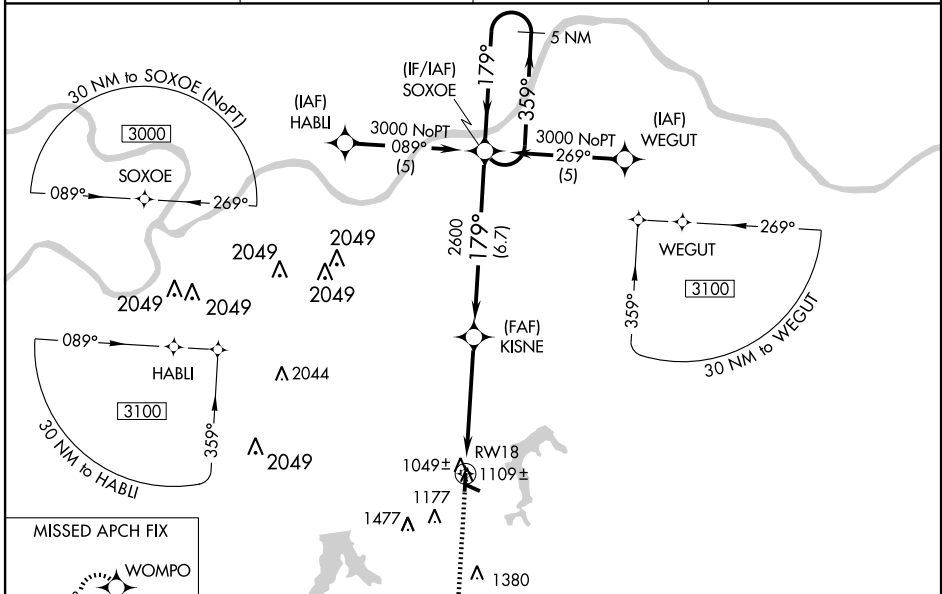 5 NM
179°
359°
(IF/IAF)
SOXOE
(IAF)
HABLI
3000 NoPT
089°
(5)
(IAF)
WEGUT
3000 NoPT
269°
(5)
30 NM to SOXOE (NoPT)
3000
SOXOE
089°
269°
2600
179°
(6.7)
2049
2049
2049
2049
2049
WEGUT
269°
3100
359°
30 NM to WEGUT
(FAF)
KISNE
089°
HABLI
3100
359°
30 NM to HABLI
2044
2049
RW18
1049±
1109±
1177
1477
1380
MISSED APCH FIX
WOMPO